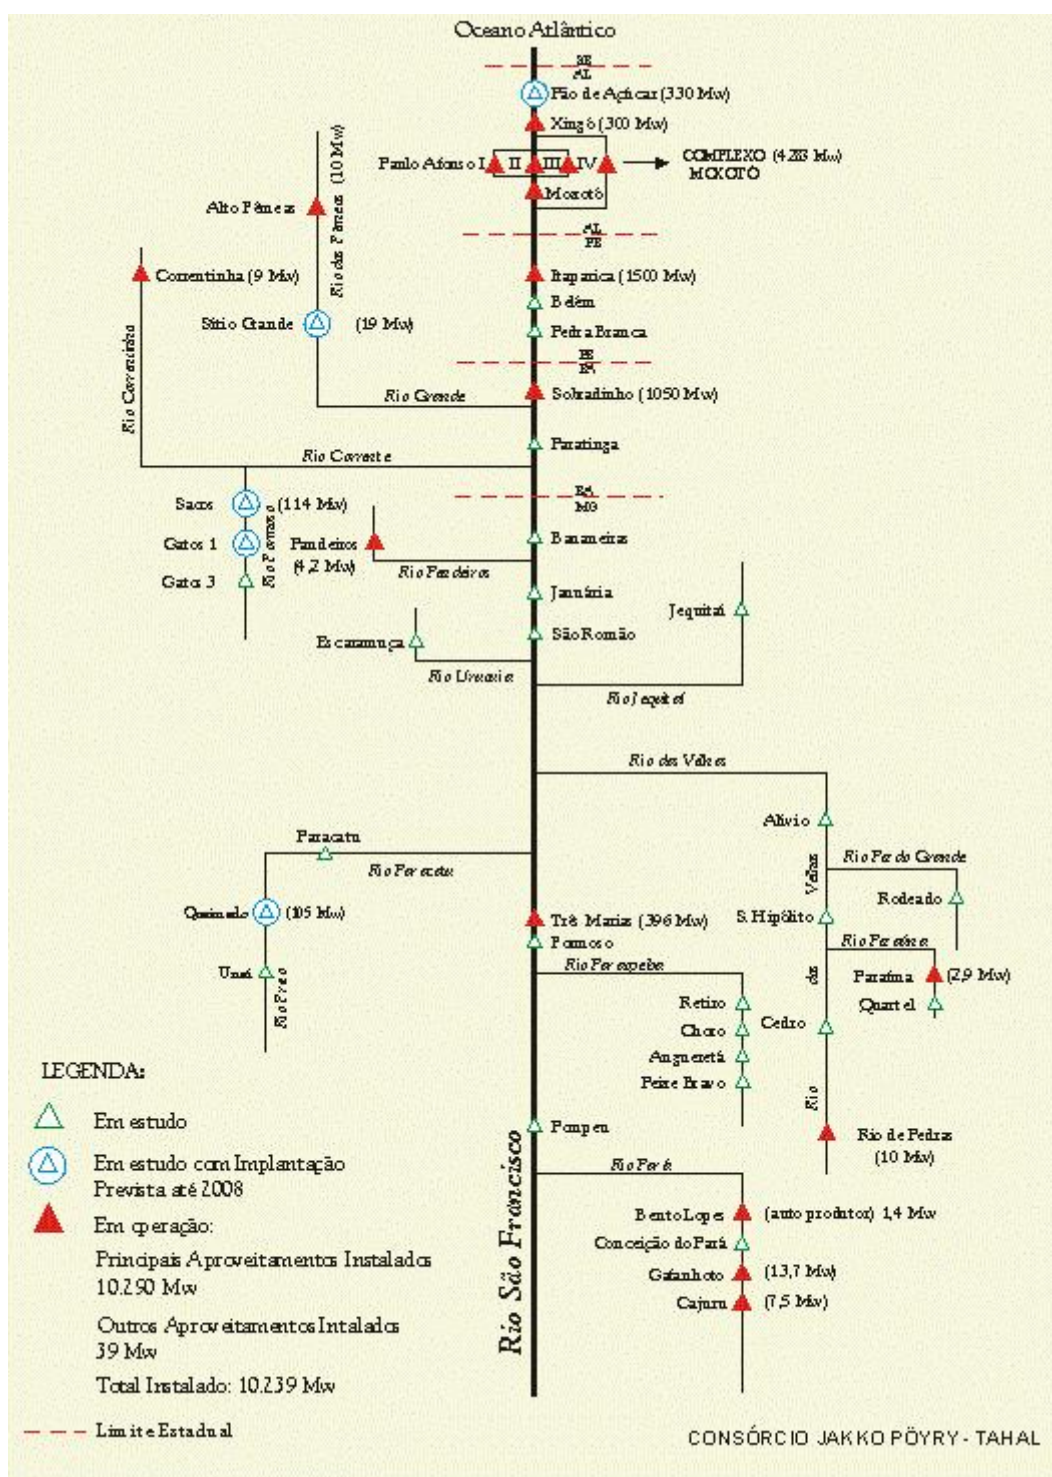 Oceano Atlântico
SE
AL
Pão de Açúcar (330 Mw)
Xingó (300 Mw)
Paulo Afonso I II III IV
COMPLEXO (4.283 Mw)
MOXOTÓ
Moxotó
AL
PE
Alto Fêmeas
Rio das Fêmeas (10 Mw)
Correntinha (9 Mw)
Itaparica (1500 Mw)
Belém
Sítio Grande (19 Mw)
Pedra Branca
PE
BA
Rio Correntinha
Sobradinho (1050 Mw)
Rio Grande
Paratinga
Rio Corrente
BA
MG
Sacos (114 Mw)
Rio Formoso
Gatos 1
Pandeiros
(4,2 Mw)
Bananeiras
Gatos 3
Rio Pandeiros
Januária
Jequitaí
Escaramuça
São Romão
Rio Urucuia
Rio Jequitaí
Rio das Velhas
Alívio
Paracatu
Rio Paracatu
Velhas
Rio Pardo Grande
Rodeado
Queimado (105 Mw)
Três Marias (396 Mw)
S. Hipólito
Formoso
Rio Paraúna
Rio Paraopeba
Unaí
Rio Preto
Paraúna (2,9 Mw)
das
Retiro
Quartel
Choro
Cedro
Angueretá
Peixe Bravo
LEGENDA:
Em estudo
Pompeu
Rio
Rio de Pedras
(10 Mw)
Em estudo com Implantação
Prevista até 2008
Rio Pará
Rio São Francisco
Em operação:
Bento Lopes (auto produtor) 1,4 Mw
Conceição do Pará
Principais Aproveitamentos Instalados
10.290 Mw
Gafanhoto (13,7 Mw)
Cajuru (7,5 Mw)
Outros Aproveitamentos Intalados
39 Mw
Total Instalado: 10.239 Mw
Limite Estadual
CONSÓRCIO JAKKO PÖYRY - TAHAL